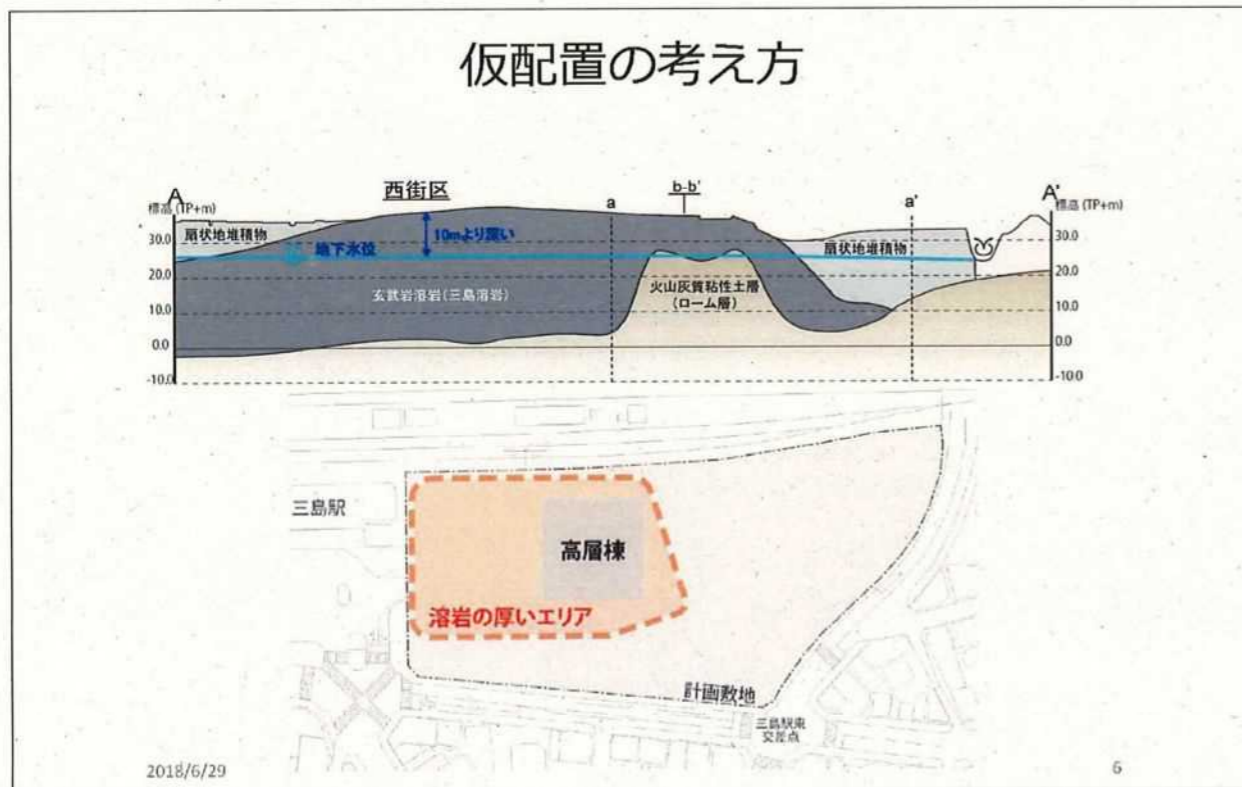 仮配置の考え方
A
西街区
a
b-b'
a'
A'
標高 (TP+m)
標高 (TP+m)
扇状地堆積物
10mより深い
地下水位
扇状地堆積物
30.0
30.0
20.0
20.0
玄武岩溶岩(三島溶岩)
火山灰質粘性土層
(ローム層)
10.0
10.0
0.0
0.0
-10.0
-10.0
三島駅
高層棟
溶岩の厚いエリア
計画敷地
三島駅東
交差点
2018/6/29
6